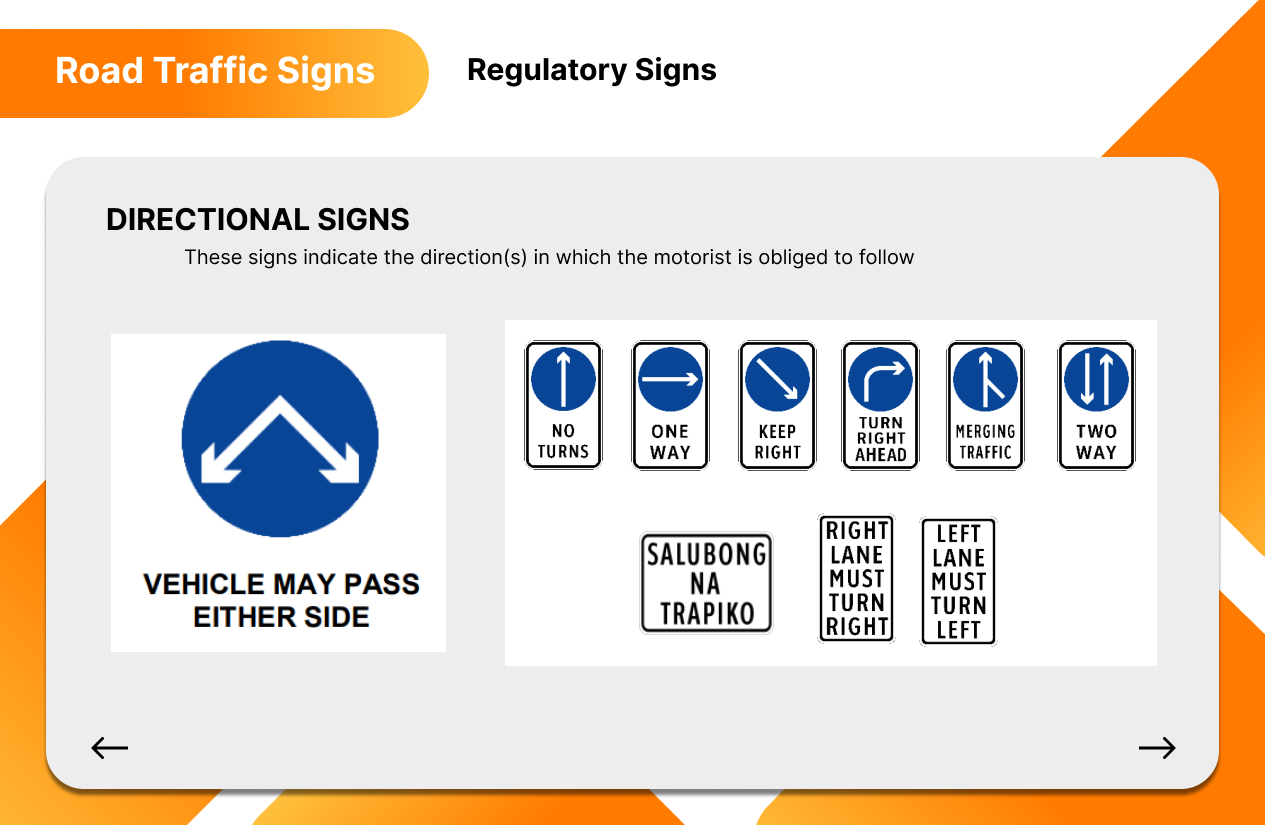 Road Traffic Signs
Regulatory Signs
DIRECTIONAL SIGNS
These signs indicate the direction(s) in which the motorist is obliged to follow
VEHICLE MAY PASS
EITHER SIDE
NO
TURNS
ONE
WAY
KEEP
RIGHT
TURN
RIGHT
AHEAD
MERGING
TRAFFIC
TWO
WAY
SALUBONG
NA
TRAPIKO
RIGHT
LANE
MUST
TURN
RIGHT
LEFT
LANE
MUST
TURN
LEFT